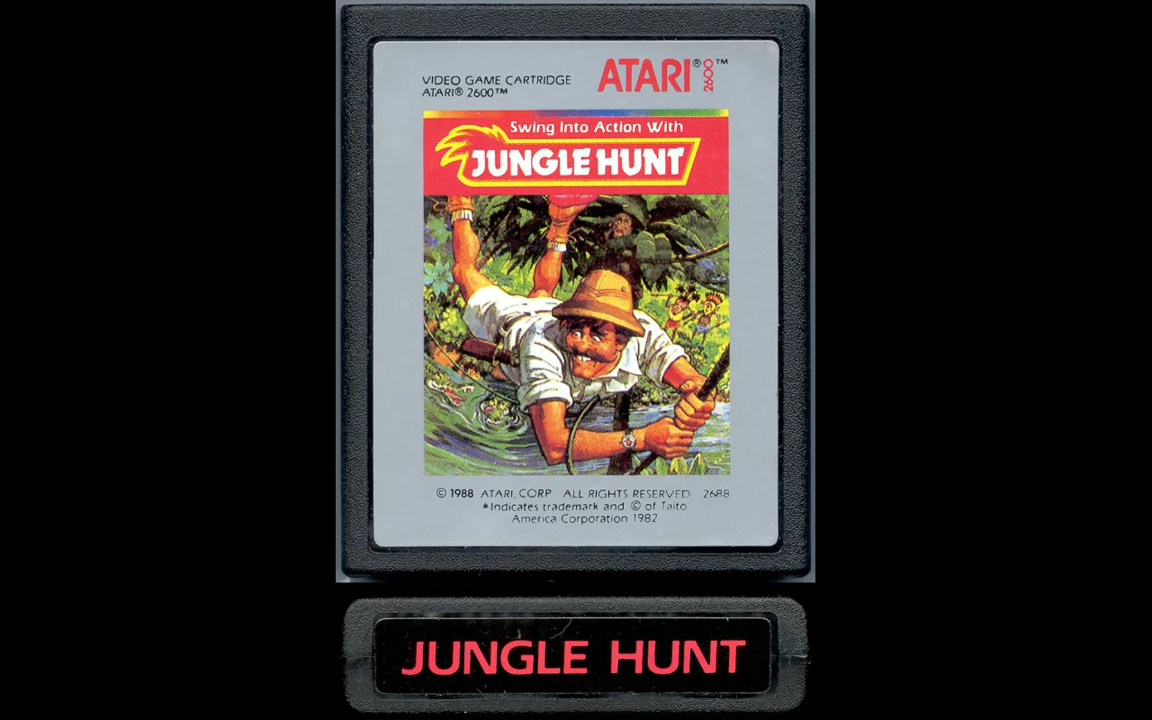 VIDEO GAME CARTRIDGE
ATARI® 2600™
ATARI® 2600™
Swing Into Action With
JUNGLE HUNT
© 1988 ATARI, CORP ALL RIGHTS RESERVED 2688
*Indicates trademark and © of Taito
America Corporation 1982
JUNGLE HUNT